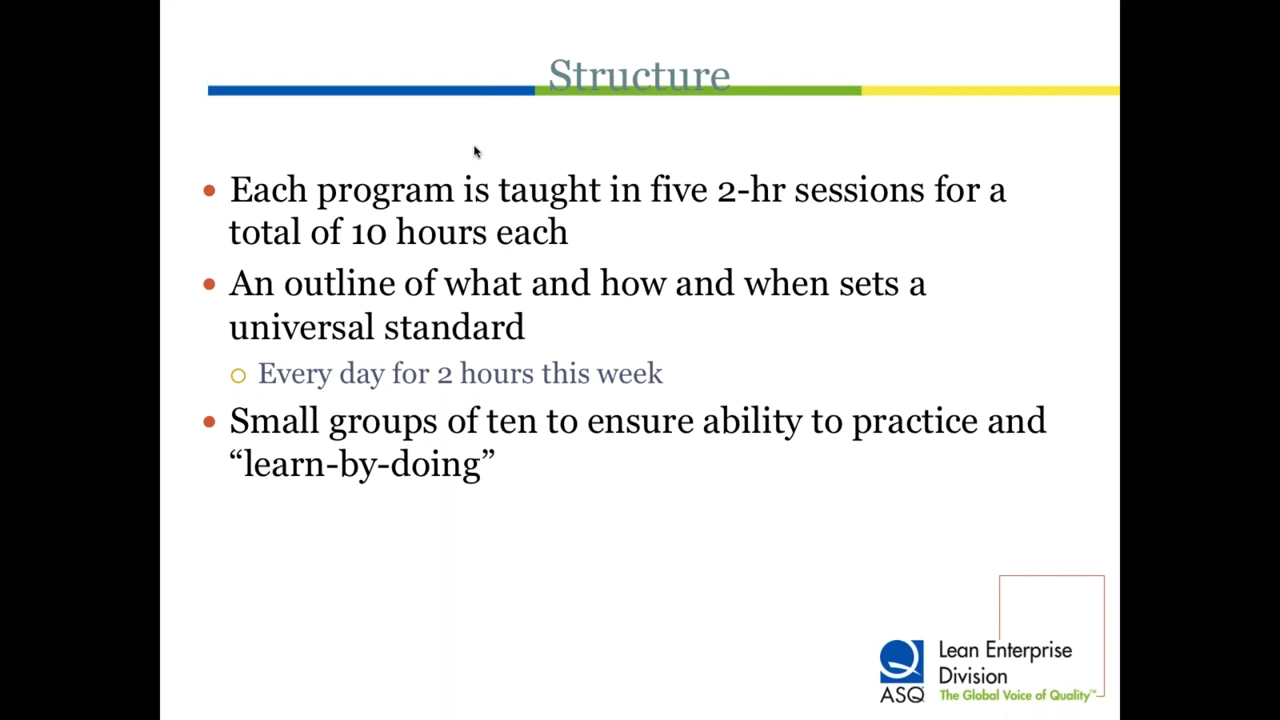 Structure
Each program is taught in five 2-hr sessions for a
total of 10 hours each
An outline of what and how and when sets a
universal standard
Every day for 2 hours this week
Small groups of ten to ensure ability to practice and
“learn-by-doing”
Lean Enterprise
Division
ASQ The Global Voice of Quality™